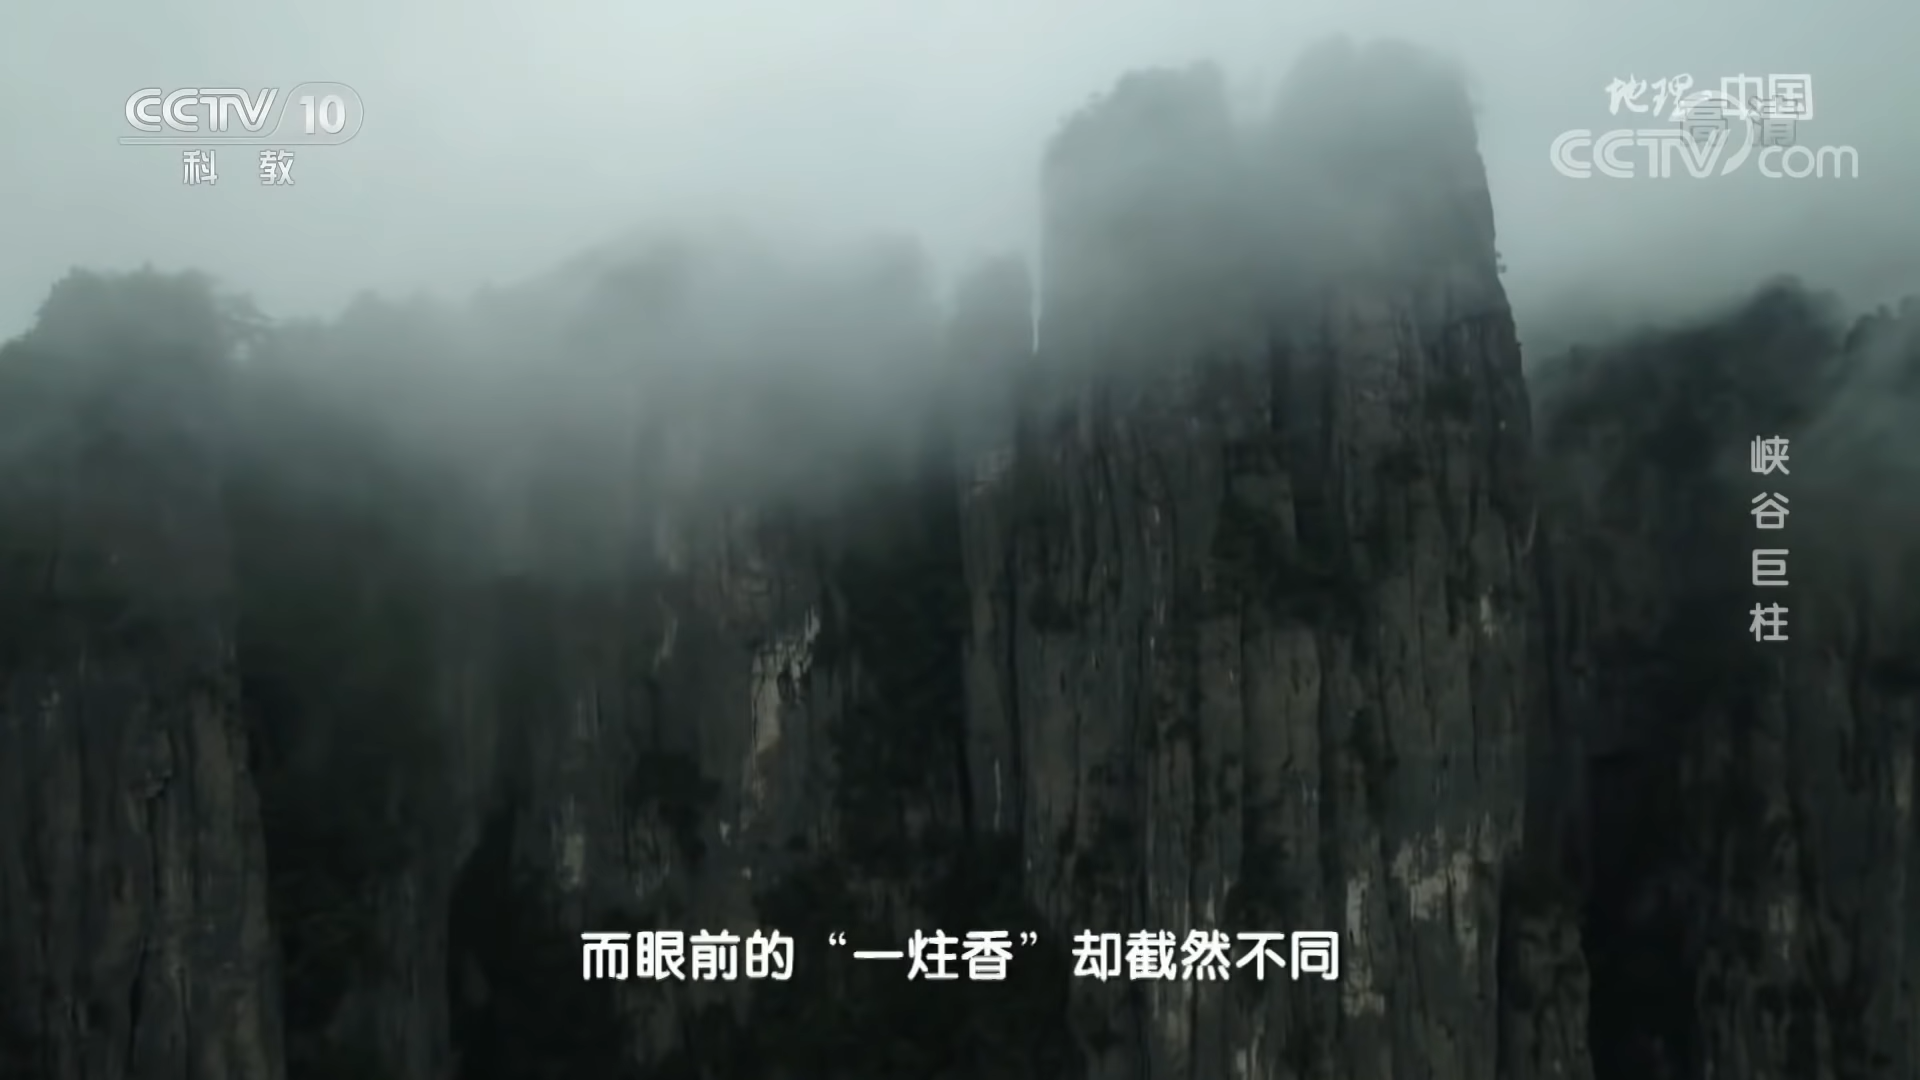 CCTV 10
科 教
地理·中国
高清
CCTV.com
峡谷巨柱
而眼前的“一炷香”却截然不同